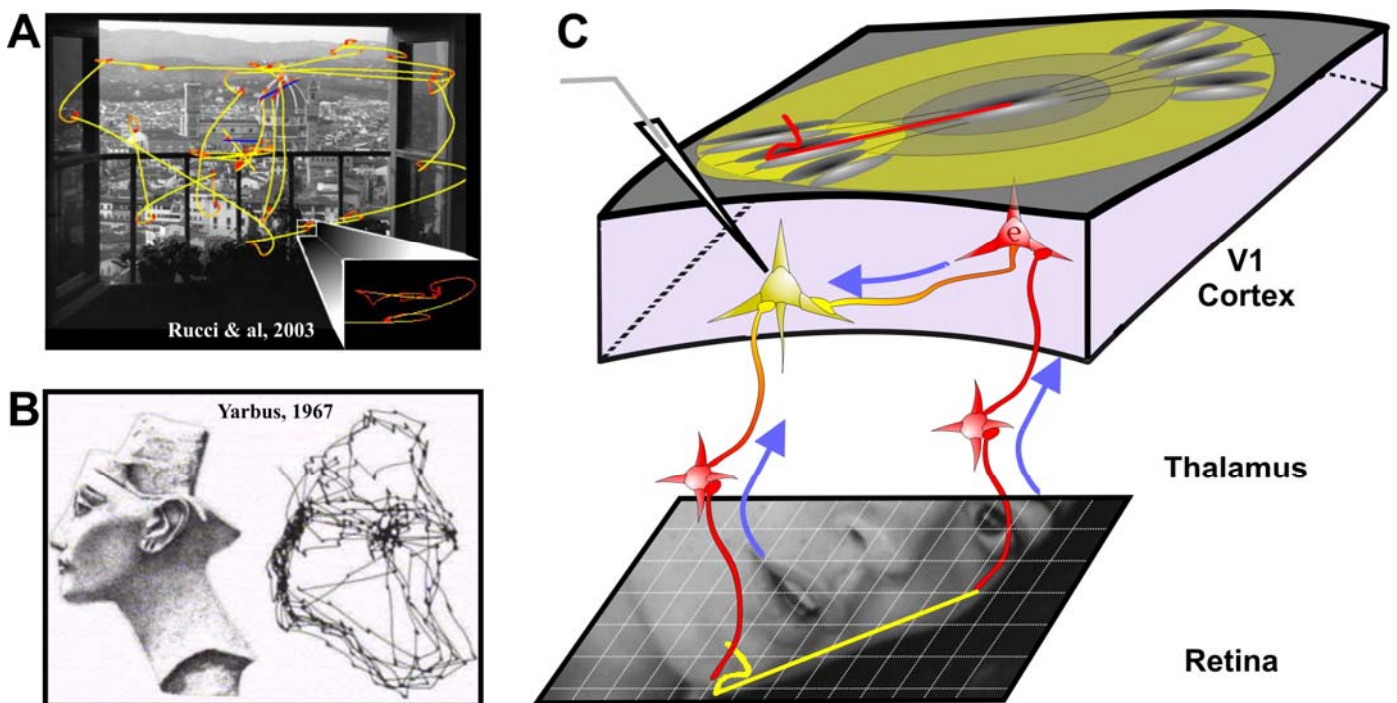 A
Rucci & al, 2003
B
Yarbus, 1967
C
e
V1
Cortex
Thalamus
Retina